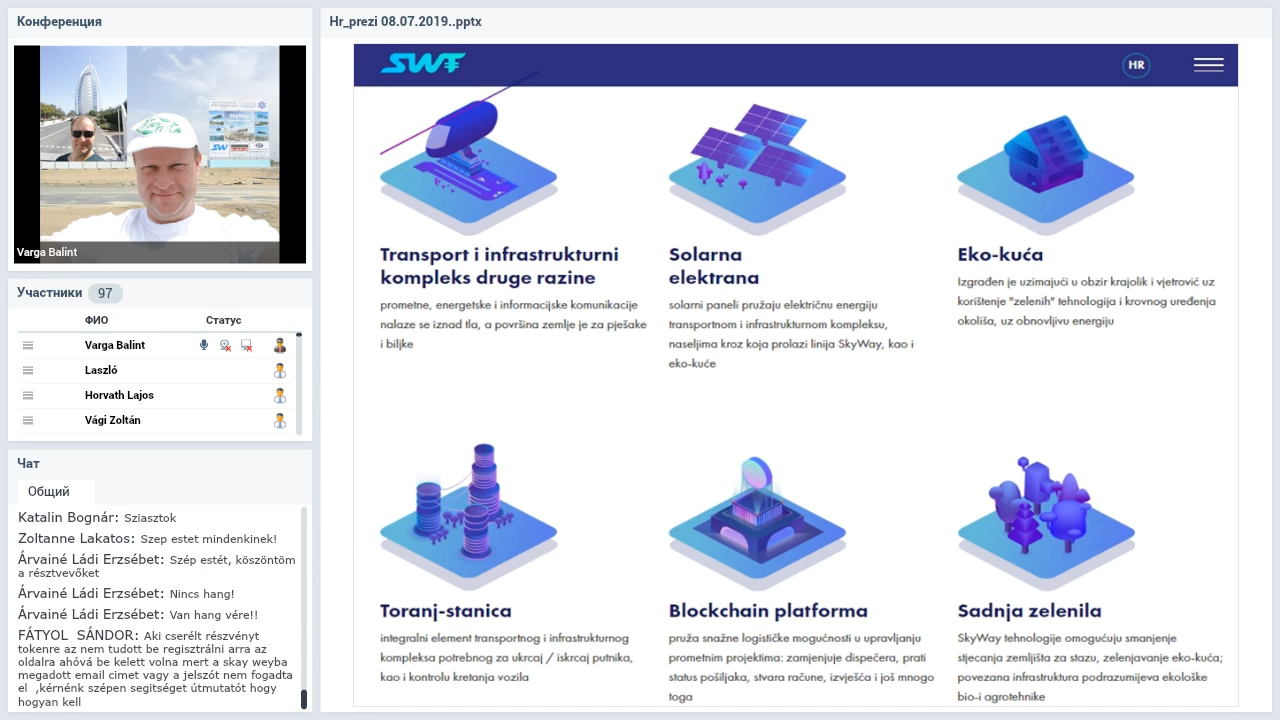 Конференция
Varga Balint
Участники 97
ФИО Статус
Varga Balint
Laszló
Horvath Lajos
Vági Zoltán
Чат
Общий
Katalin Bognár: Sziasztok
Zoltanne Lakatos: Szep estet mindenkinek!
Árvainé Ládi Erzsébet: Szép estét, köszöntöm
a résztvevőket
Árvainé Ládi Erzsébet: Nincs hang!
Árvainé Ládi Erzsébet: Van hang vére!!
FÁTYOL SÁNDOR: Aki cserélt részvényt
tokenre az nem tudott be regisztrálni arra az
oldalra ahóvá be kelett volna mert a skay weyba
megadott email cimet vagy a jelszót nem fogadta
el ,kérnénk szépen segitséget útmutatót hogy
hogyan kell
Hr_prezi 08.07.2019..pptx
SWT
HR
Transport i infrastrukturni
kompleks druge razine
prometne, energetske i informacijske komunikacije
nalaze se iznad tla, a površina zemlje je za pješake
i biljke
Solarna
elektrana
solarni paneli pružaju električnu energiju
transportnom i infrastrukturnom kompleksu,
naseljima kroz koja prolazi linija SkyWay, kao i
eko-kuće
Eko-kuća
Izgrađen je uzimajući u obzir krajolik i vjetrović uz
korištenje "zelenih" tehnologija i krovnog uređenja
okoliša, uz obnovljivu energiju
Toranj-stanica
integralni element transportnog i infrastrukturnog
kompleksa potrebnog za ukrcaj / iskrcaj putnika,
kao i kontrolu kretanja vozila
Blockchain platforma
pruža snažne logističke mogućnosti u upravljanju
prometnim projektima: zamjenjuje dispečera, prati
status pošiljaka, stvara račune, izvješća i još mnogo
toga
Sadnja zelenila
SkyWay tehnologije omogućuju smanjenje
stjecanja zemljišta za stazu, zelenjavanje eko-kuća;
povezana infrastruktura podrazumijeva ekološke
bio-i agrotehnike